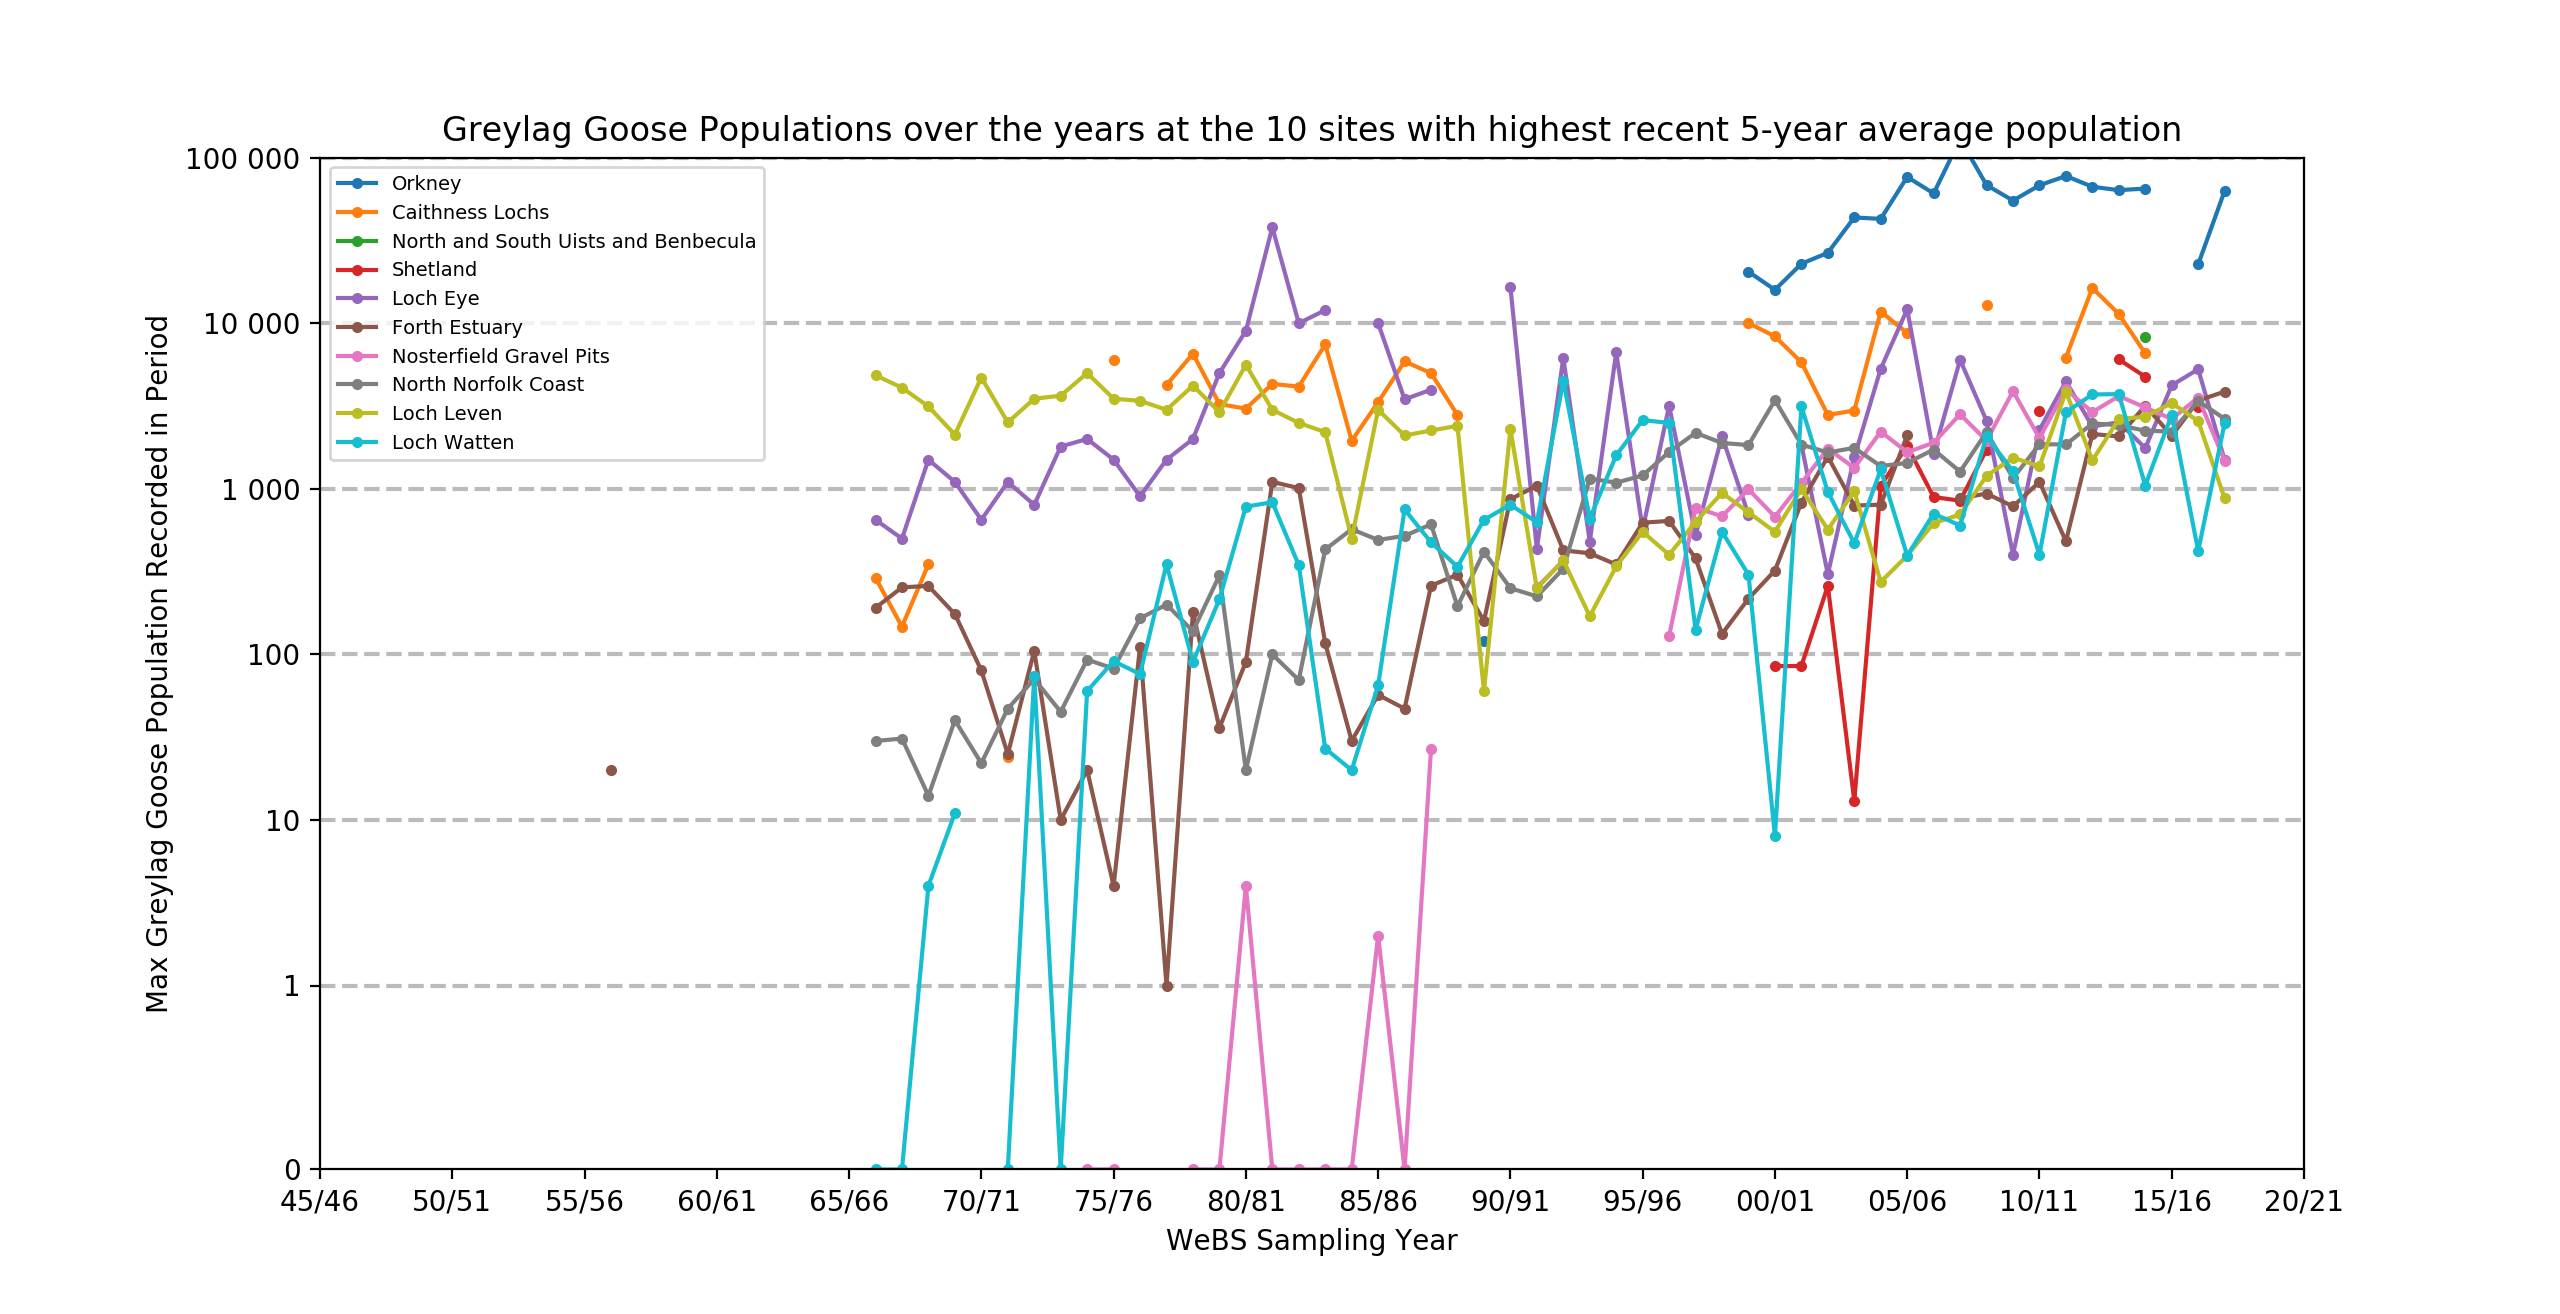 Greylag Goose Populations over the years at the 10 sites with highest recent 5-year average population
100 000
10 000
1 000
100
10
1
0
Max Greylag Goose Population Recorded in Period
Orkney
Caithness Lochs
North and South Uists and Benbecula
Shetland
Loch Eye
Forth Estuary
Nosterfield Gravel Pits
North Norfolk Coast
Loch Leven
Loch Watten
45/46 50/51 55/56 60/61 65/66 70/71 75/76 80/81 85/86 90/91 95/96 00/01 05/06 10/11 15/16 20/21
WeBS Sampling Year